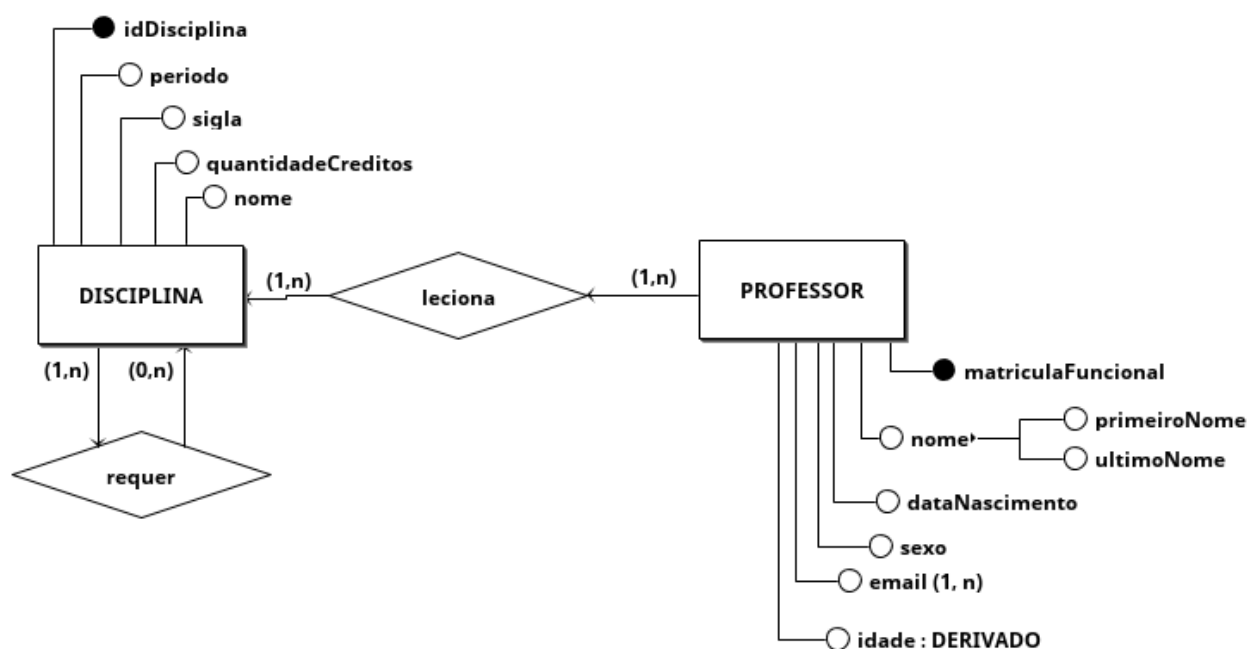 idDisciplina
periodo
sigla
quantidadeCreditos
nome
DISCIPLINA
(1,n)
leciona
(1,n)
PROFESSOR
(1,n)
(0,n)
requer
matriculaFuncional
nome
primeiroNome
ultimoNome
dataNascimento
sexo
email (1, n)
idade : DERIVADO